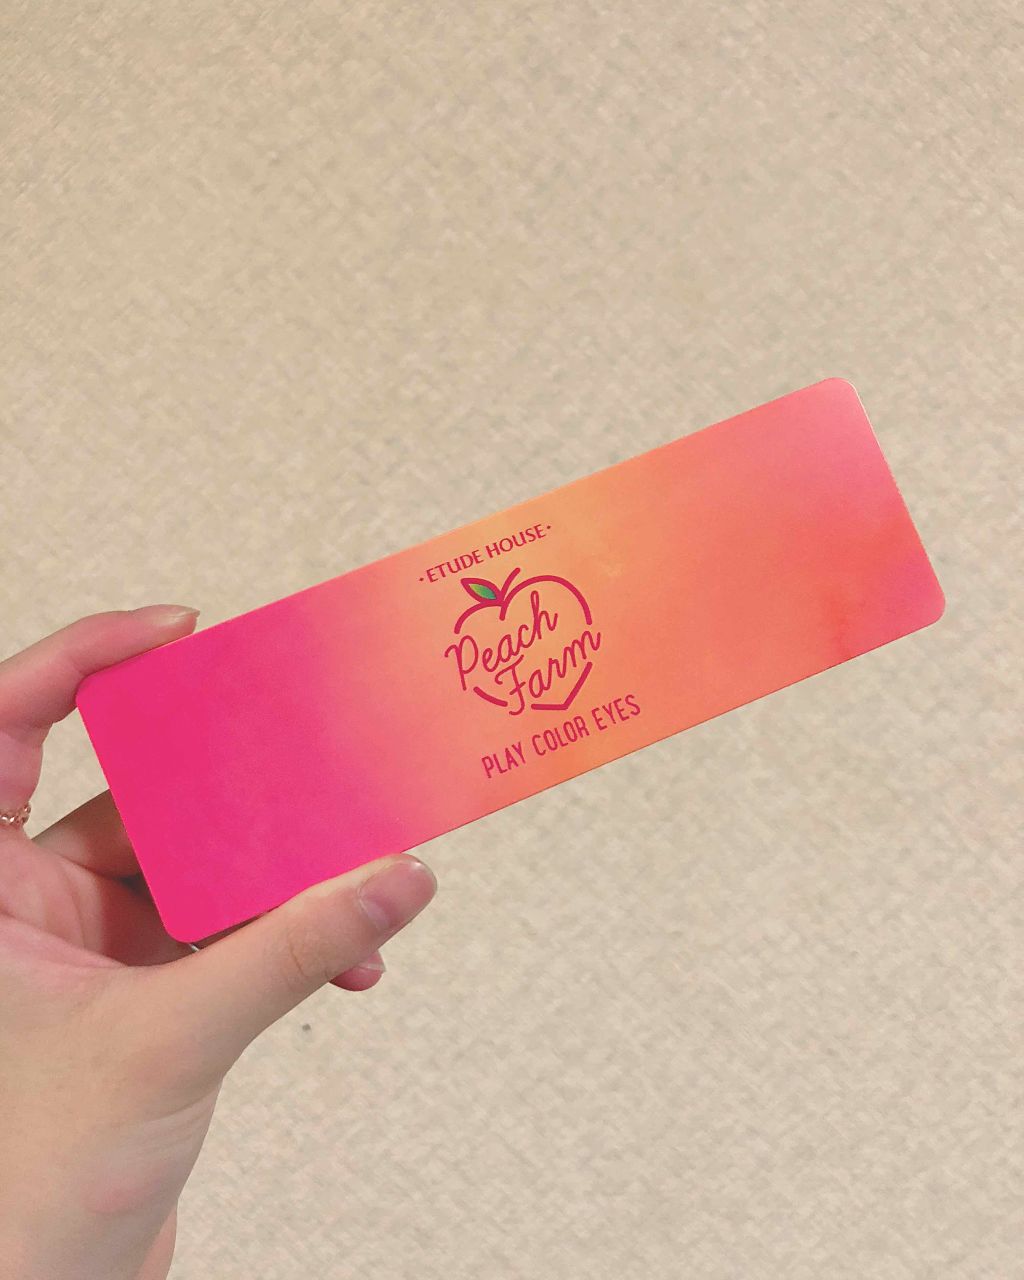 ·ETUDE HOUSE·
Peach
Farm
PLAY COLOR EYES